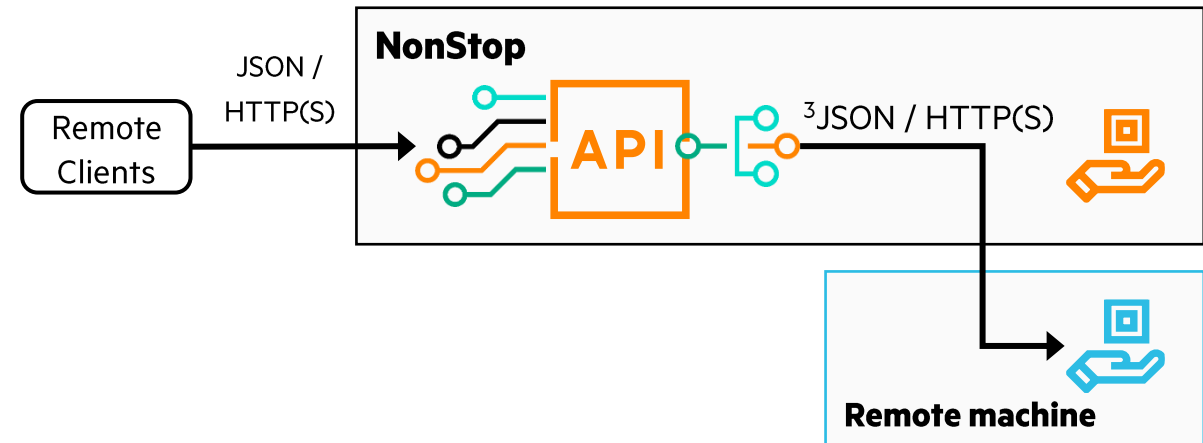 NonStop
JSON /
HTTP(S)
Remote
Clients
API
³JSON / HTTP(S)
Remote machine